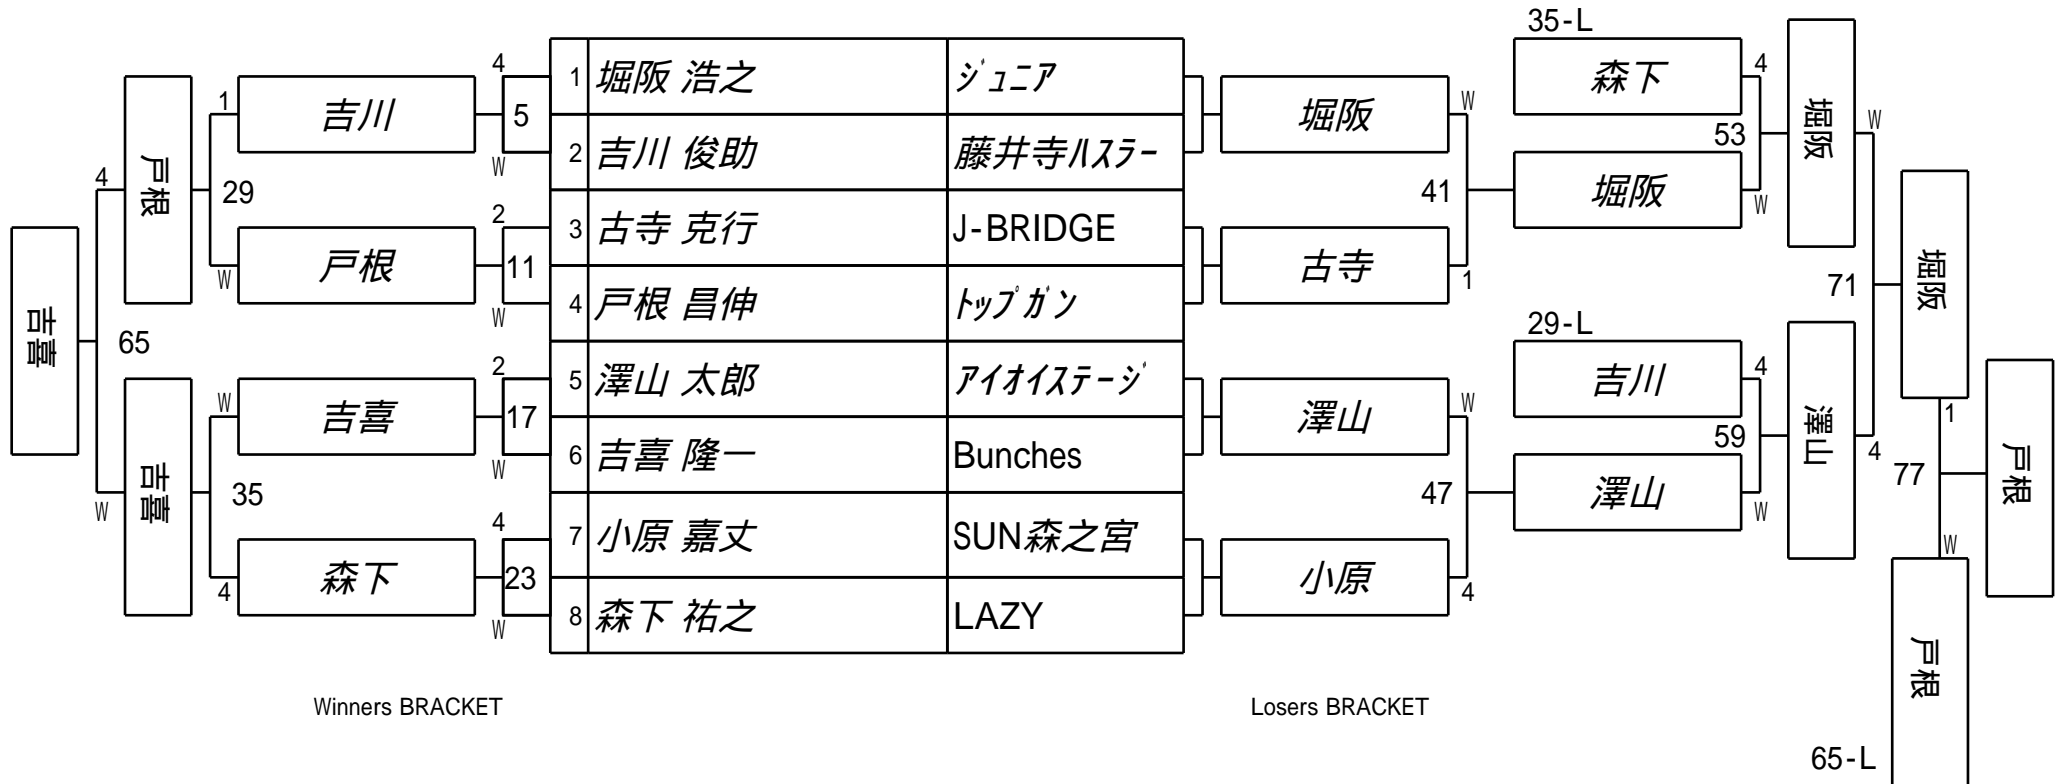 35-L
4
1 堀阪 浩之 ジュニア
森下
4
1
吉川
5
堀阪
W
堀阪
W
2 吉川 俊助 藤井寺ハスラー
53
W
戸根
4
29
41
堀阪
W
2
3 古寺 克行 J-BRIDGE
戸根
11
古寺
W
1
堀阪
4 戸根 昌伸 トップガン
W
71
吉喜
65
29-L
2
5 澤山 太郎 アイオイステージ
吉川
4
W
吉喜
17
澤山
W
澤山
1
59
4
6 吉喜 隆一 Bunches
W
戸根
77
吉喜
W
35
47
澤山
W
4
7 小原 嘉丈 SUN森之宮
W
森下
4
23
小原
4
8 森下 祐之 LAZY
W
戸根
Winners BRACKET
Losers BRACKET
65-L